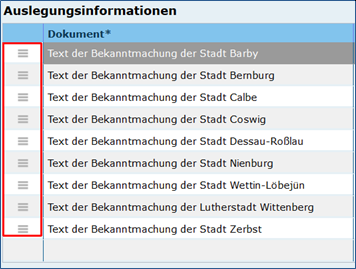 Auslegungsinformationen
Dokument*
Text der Bekanntmachung der Stadt Barby
Text der Bekanntmachung der Stadt Bernburg
Text der Bekanntmachung der Stadt Calbe
Text der Bekanntmachung der Stadt Coswig
Text der Bekanntmachung der Stadt Dessau-Roßlau
Text der Bekanntmachung der Stadt Nienburg
Text der Bekanntmachung der Stadt Wettin-Löbejün
Text der Bekanntmachung der Lutherstadt Wittenberg
Text der Bekanntmachung der Stadt Zerbst